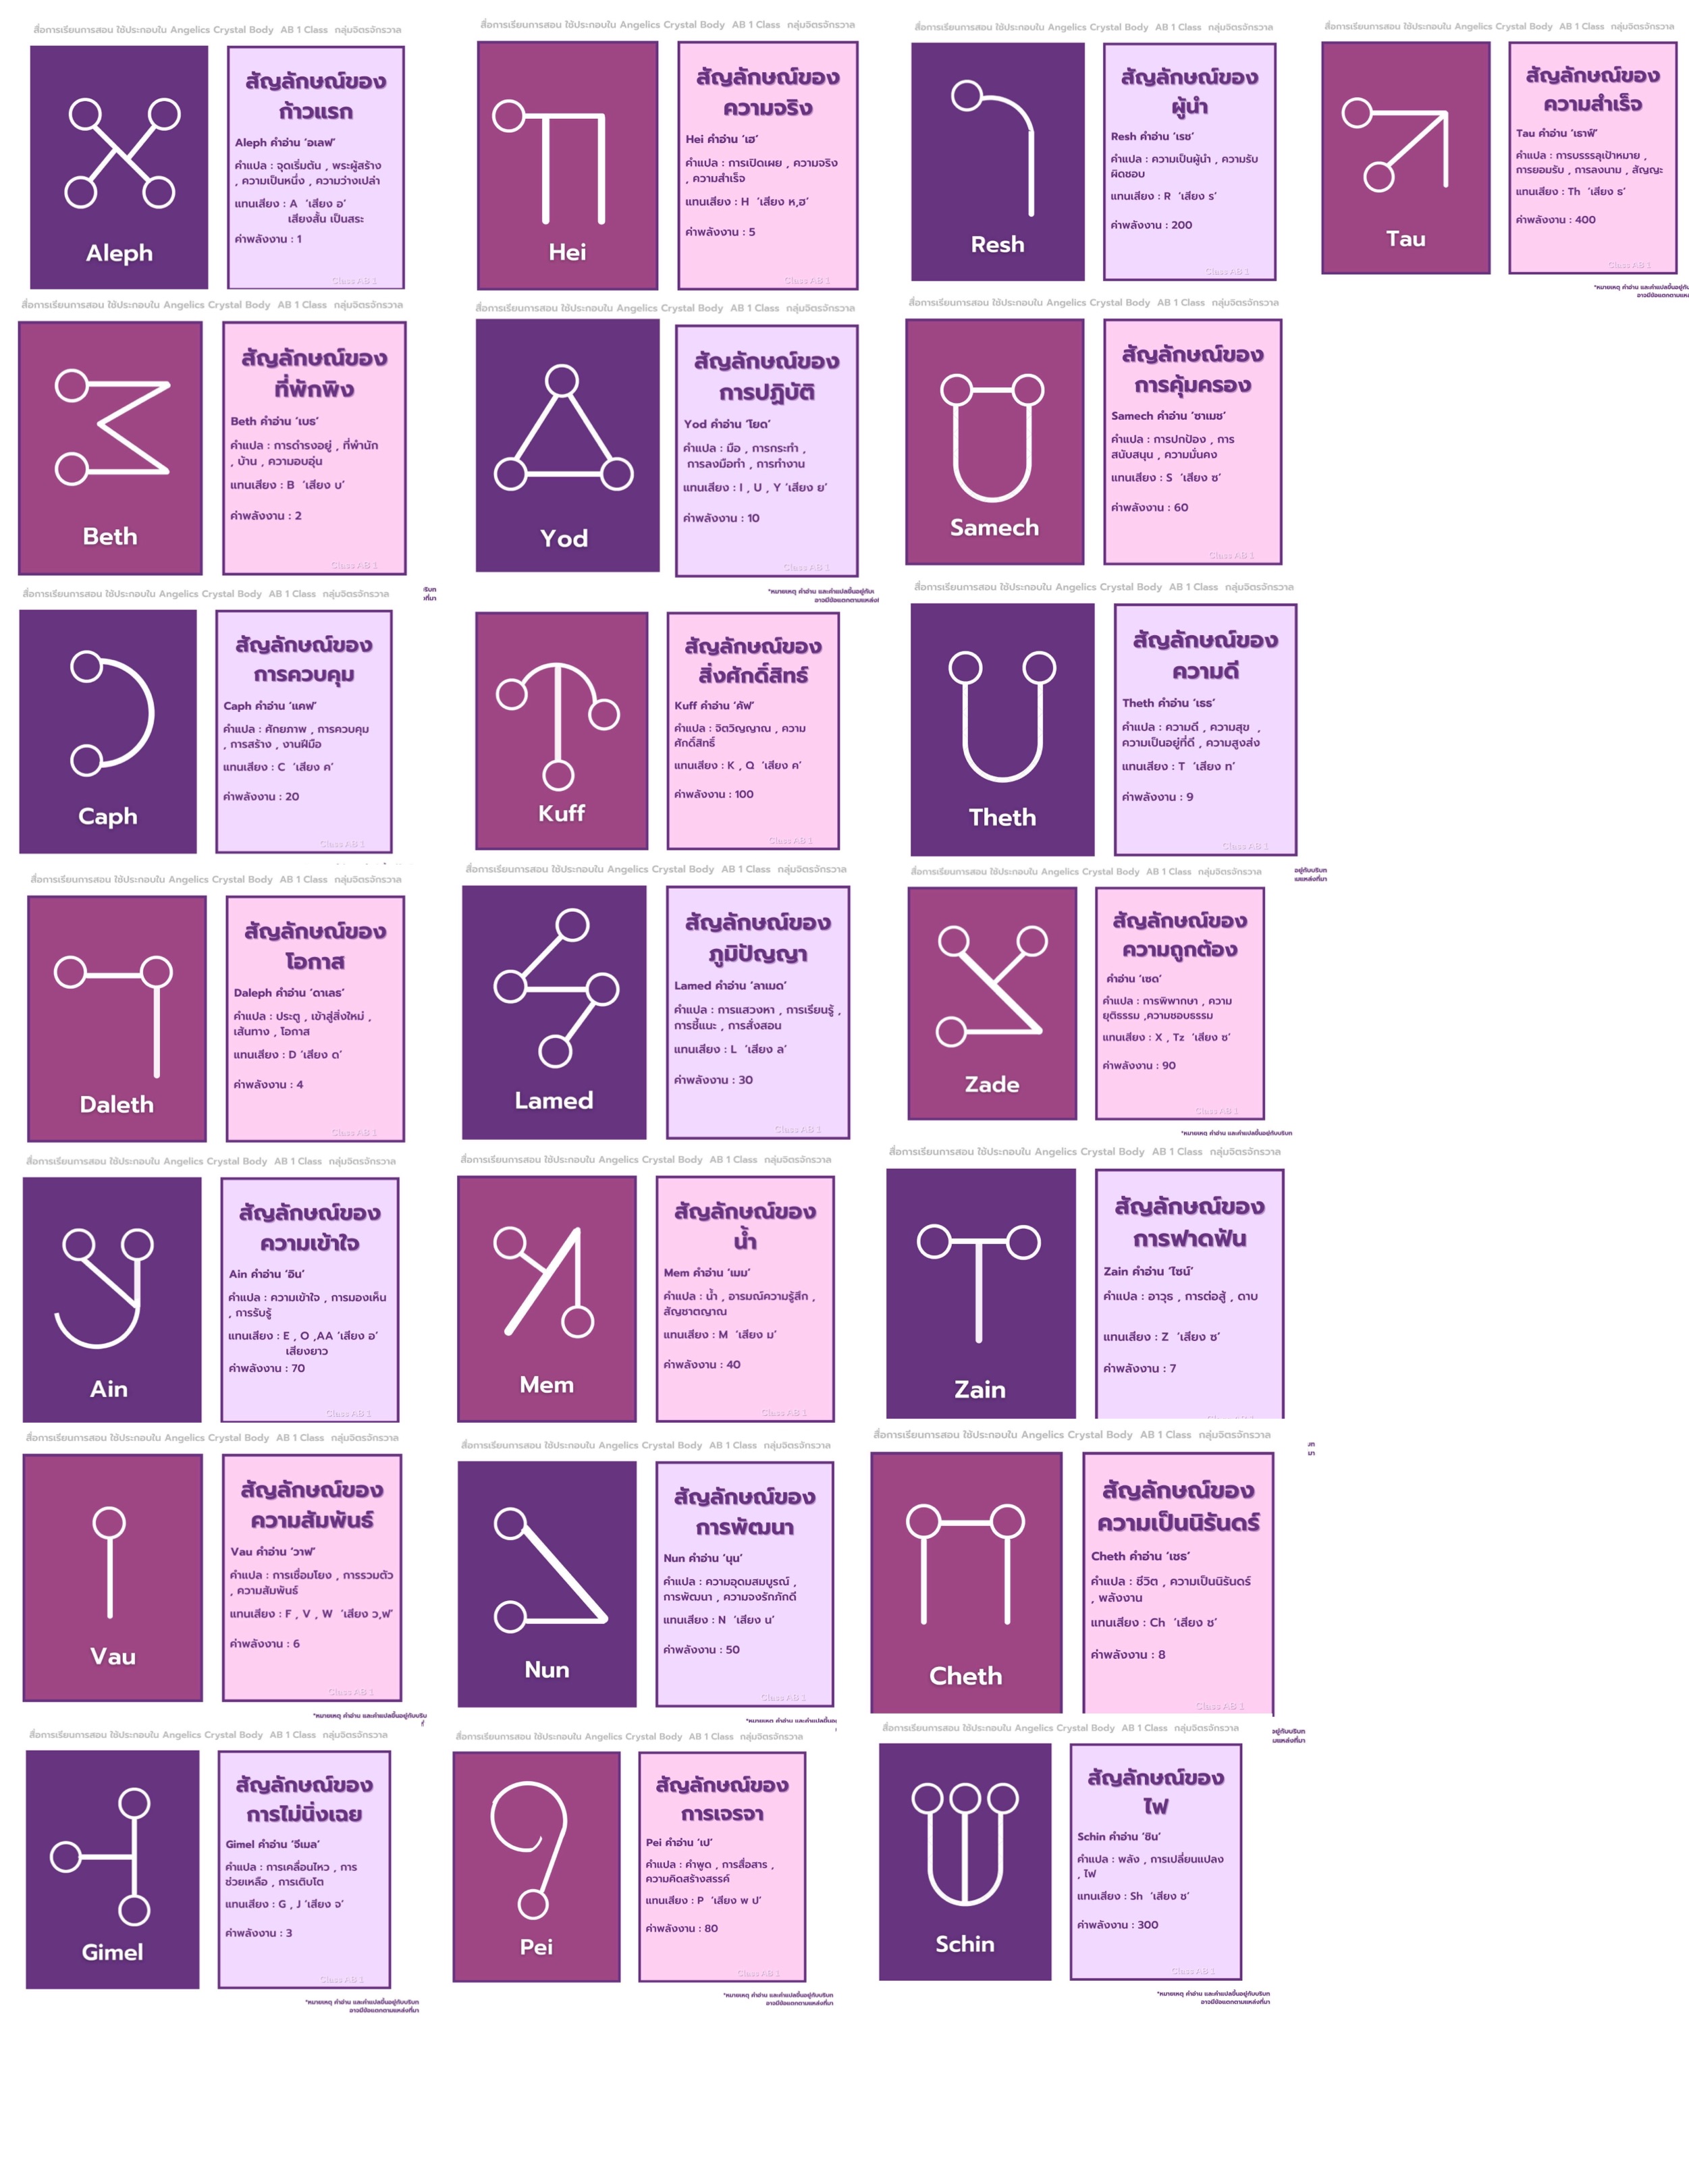 สื่อการเรียนการสอน ใช้ประกอบใน Angelics Crystal Body AB 1 Class กลุ่มจิตรจักรวาล
Aleph
สัญลักษณ์ของ
ก้าวแรก
Aleph คำอ่าน ‘อเลฟ’
คำแปล : จุดเริ่มต้น , พระผู้สร้าง
, ความเป็นหนึ่ง , ความว่างเปล่า
แทนเสียง : A ‘เสียง อ’
เสียงสั้น เป็นสระ
ค่าพลังงาน : 1
Class AB 1
สื่อการเรียนการสอน ใช้ประกอบใน Angelics Crystal Body AB 1 Class กลุ่มจิตรจักรวาล
Hei
สัญลักษณ์ของ
ความจริง
Hei คำอ่าน ‘เฮ’
คำแปล : การเปิดเผย , ความจริง
, ความสำเร็จ
แทนเสียง : H ‘เสียง ห,ฮ’
ค่าพลังงาน : 5
Class AB 1
สื่อการเรียนการสอน ใช้ประกอบใน Angelics Crystal Body AB 1 Class กลุ่มจิตรจักรวาล
Resh
สัญลักษณ์ของ
ผู้นำ
Resh คำอ่าน ‘เรช’
คำแปล : ความเป็นผู้นำ , ความรับ
ผิดชอบ
แทนเสียง : R ‘เสียง ร’
ค่าพลังงาน : 200
Class AB 1
สื่อการเรียนการสอน ใช้ประกอบใน Angelics Crystal Body AB 1 Class กลุ่มจิตรจักรวาล
Tau
สัญลักษณ์ของ
ความสำเร็จ
Tau คำอ่าน ‘เธาฟ์’
คำแปล : การบรรรลุเป้าหมาย ,
การยอมรับ , การลงนาม , สัญญะ
แทนเสียง : Th ‘เสียง ธ’
ค่าพลังงาน : 400
Class AB 1
*หมายเหตุ คำอ่าน และคำแปลขึ้นอยู่กับ
อาจมีข้อแตกตามแหล่
สื่อการเรียนการสอน ใช้ประกอบใน Angelics Crystal Body AB 1 Class กลุ่มจิตรจักรวาล
Beth
สัญลักษณ์ของ
ที่พักพิง
Beth คำอ่าน ‘เบธ’
คำแปล : การดำรงอยู่ , ที่พำนัก
, บ้าน , ความอบอุ่น
แทนเสียง : B ‘เสียง บ’
ค่าพลังงาน : 2
Class AB 1
สื่อการเรียนการสอน ใช้ประกอบใน Angelics Crystal Body AB 1 Class กลุ่มจิตรจักรวาล
Yod
สัญลักษณ์ของ
การปฏิบัติ
Yod คำอ่าน ‘โยด’
คำแปล : มือ , การกระทำ ,
การลงมือทำ , การทำงาน
แทนเสียง : I , U , Y ‘เสียง ย’
ค่าพลังงาน : 10
Class AB 1
*หมายเหตุ คำอ่าน และคำแปลขึ้นอยู่กับ
อาจมีข้อแตกตามแหล่ง
สื่อการเรียนการสอน ใช้ประกอบใน Angelics Crystal Body AB 1 Class กลุ่มจิตรจักรวาล
Samech
สัญลักษณ์ของ
การคุ้มครอง
Samech คำอ่าน ‘ซาเมช’
คำแปล : การปกป้อง , การ
สนับสนุน , ความมั่นคง
แทนเสียง : S ‘เสียง ซ’
ค่าพลังงาน : 60
Class AB 1
สื่อการเรียนการสอน ใช้ประกอบใน Angelics Crystal Body AB 1 Class กลุ่มจิตรจักรวาล
Caph
สัญลักษณ์ของ
การควบคุม
Caph คำอ่าน ‘แคฟ’
คำแปล : ศักยภาพ , การควบคุม
, การสร้าง , งานฝีมือ
แทนเสียง : C ‘เสียง ค’
ค่าพลังงาน : 20
Class AB 1
Kuff
สัญลักษณ์ของ
สิ่งศักดิ์สิทธ์
Kuff คำอ่าน ‘คัฟ’
คำแปล : จิตวิญญาณ , ความ
ศักดิ์สิทธิ์
แทนเสียง : K , Q ‘เสียง ค’
ค่าพลังงาน : 100
Class AB 1
สื่อการเรียนการสอน ใช้ประกอบใน Angelics Crystal Body AB 1 Class กลุ่มจิตรจักรวาล
Theth
สัญลักษณ์ของ
ความดี
Theth คำอ่าน ‘เธธ’
คำแปล : ความดี , ความสุข ,
ความเป็นอยู่ที่ดี , ความสูงส่ง
แทนเสียง : T ‘เสียง ท’
ค่าพลังงาน : 9
Class AB 1
สื่อการเรียนการสอน ใช้ประกอบใน Angelics Crystal Body AB 1 Class กลุ่มจิตรจักรวาล
Daleth
สัญลักษณ์ของ
โอกาส
Daleph คำอ่าน ‘ดาเลธ’
คำแปล : ประตู , เข้าสู่สิ่งใหม่ ,
เส้นทาง , โอกาส
แทนเสียง : D ‘เสียง ด’
ค่าพลังงาน : 4
Class AB 1
สื่อการเรียนการสอน ใช้ประกอบใน Angelics Crystal Body AB 1 Class กลุ่มจิตรจักรวาล
Lamed
สัญลักษณ์ของ
ภูมิปัญญา
Lamed คำอ่าน ‘ลาเมด’
คำแปล : การแสวงหา , การเรียนรู้ ,
การชี้แนะ , การสั่งสอน
แทนเสียง : L ‘เสียง ล’
ค่าพลังงาน : 30
Class AB 1
สื่อการเรียนการสอน ใช้ประกอบใน Angelics Crystal Body AB 1 Class กลุ่มจิตรจักรวาล
Zade
สัญลักษณ์ของ
ความถูกต้อง
คำอ่าน ‘เซด’
คำแปล : การพิพากษา , ความ
ยุติธรรม ,ความชอบธรรม
แทนเสียง : X , Tz ‘เสียง ซ’
ค่าพลังงาน : 90
Class AB 1
*หมายเหตุ คำอ่าน และคำแปลขึ้นอยู่กับบริบท
สื่อการเรียนการสอน ใช้ประกอบใน Angelics Crystal Body AB 1 Class กลุ่มจิตรจักรวาล
Ain
สัญลักษณ์ของ
ความเข้าใจ
Ain คำอ่าน ‘อิน’
คำแปล : ความเข้าใจ , การมองเห็น
, การรับรู้
แทนเสียง : E , O ,AA ‘เสียง อ’
เสียงยาว
ค่าพลังงาน : 70
Class AB 1
สื่อการเรียนการสอน ใช้ประกอบใน Angelics Crystal Body AB 1 Class กลุ่มจิตรจักรวาล
Mem
สัญลักษณ์ของ
น้ำ
Mem คำอ่าน ‘เมม’
คำแปล : น้ำ , อารมณ์ความรู้สึก ,
สัญชาตญาณ
แทนเสียง : M ‘เสียง ม’
ค่าพลังงาน : 40
Class AB 1
สื่อการเรียนการสอน ใช้ประกอบใน Angelics Crystal Body AB 1 Class กลุ่มจิตรจักรวาล
Zain
สัญลักษณ์ของ
การฟาดฟัน
Zain คำอ่าน ‘ไซน์’
คำแปล : อาวุธ , การต่อสู้ , ดาบ
แทนเสียง : Z ‘เสียง ซ’
ค่าพลังงาน : 7
สื่อการเรียนการสอน ใช้ประกอบใน Angelics Crystal Body AB 1 Class กลุ่มจิตรจักรวาล
Vau
สัญลักษณ์ของ
ความสัมพันธ์
Vau คำอ่าน ‘วาฟ’
คำแปล : การเชื่อมโยง , การรวมตัว
, ความสัมพันธ์
แทนเสียง : F , V , W ‘เสียง ว,ฟ’
ค่าพลังงาน : 6
Class AB 1
*หมายเหตุ คำอ่าน และคำแปลขึ้นอยู่กับบริบ
สื่อการเรียนการสอน ใช้ประกอบใน Angelics Crystal Body AB 1 Class กลุ่มจิตรจักรวาล
Nun
สัญลักษณ์ของ
การพัฒนา
Nun คำอ่าน ‘นุน’
คำแปล : ความอุดมสมบูรณ์ ,
การพัฒนา , ความจงรักภักดี
แทนเสียง : N ‘เสียง น’
ค่าพลังงาน : 50
Class AB 1
*หมายเหตุ คำอ่าน และคำแปลขึ้นอยู่
สื่อการเรียนการสอน ใช้ประกอบใน Angelics Crystal Body AB 1 Class กลุ่มจิตรจักรวาล
Cheth
สัญลักษณ์ของ
ความเป็นนิรันดร์
Cheth คำอ่าน ‘เชธ’
คำแปล : ชีวิต , ความเป็นนิรันดร์
, พลังงาน
แทนเสียง : Ch ‘เสียง ช’
ค่าพลังงาน : 8
Class AB 1
สื่อการเรียนการสอน ใช้ประกอบใน Angelics Crystal Body AB 1 Class กลุ่มจิตรจักรวาล
Gimel
สัญลักษณ์ของ
การไม่นิ่งเฉย
Gimel คำอ่าน ‘จีเมล’
คำแปล : การเคลื่อนไหว , การ
ช่วยเหลือ , การเติบโต
แทนเสียง : G , J ‘เสียง จ’
ค่าพลังงาน : 3
Class AB 1
*หมายเหตุ คำอ่าน และคำแปลขึ้นอยู่กับบริบท
อาจมีข้อแตกตามแหล่งที่มา
สื่อการเรียนการสอน ใช้ประกอบใน Angelics Crystal Body AB 1 Class กลุ่มจิตรจักรวาล
Pei
สัญลักษณ์ของ
การเจรจา
Pei คำอ่าน ‘เป’
คำแปล : คำพูด , การสื่อสาร ,
ความคิดสร้างสรรค์
แทนเสียง : P ‘เสียง พ ป’
ค่าพลังงาน : 80
Class AB 1
*หมายเหตุ คำอ่าน และคำแปลขึ้นอยู่กับบริบท
อาจมีข้อแตกตามแหล่งที่มา
สื่อการเรียนการสอน ใช้ประกอบใน Angelics Crystal Body AB 1 Class กลุ่มจิตรจักรวาล
Schin
สัญลักษณ์ของ
ไฟ
Schin คำอ่าน ‘ชิน’
คำแปล : พลัง , การเปลี่ยนแปลง
, ไฟ
แทนเสียง : Sh ‘เสียง ช’
ค่าพลังงาน : 300
Class AB 1
*หมายเหตุ คำอ่าน และคำแปลขึ้นอยู่กับบริบท
อาจมีข้อแตกตามแหล่งที่มา